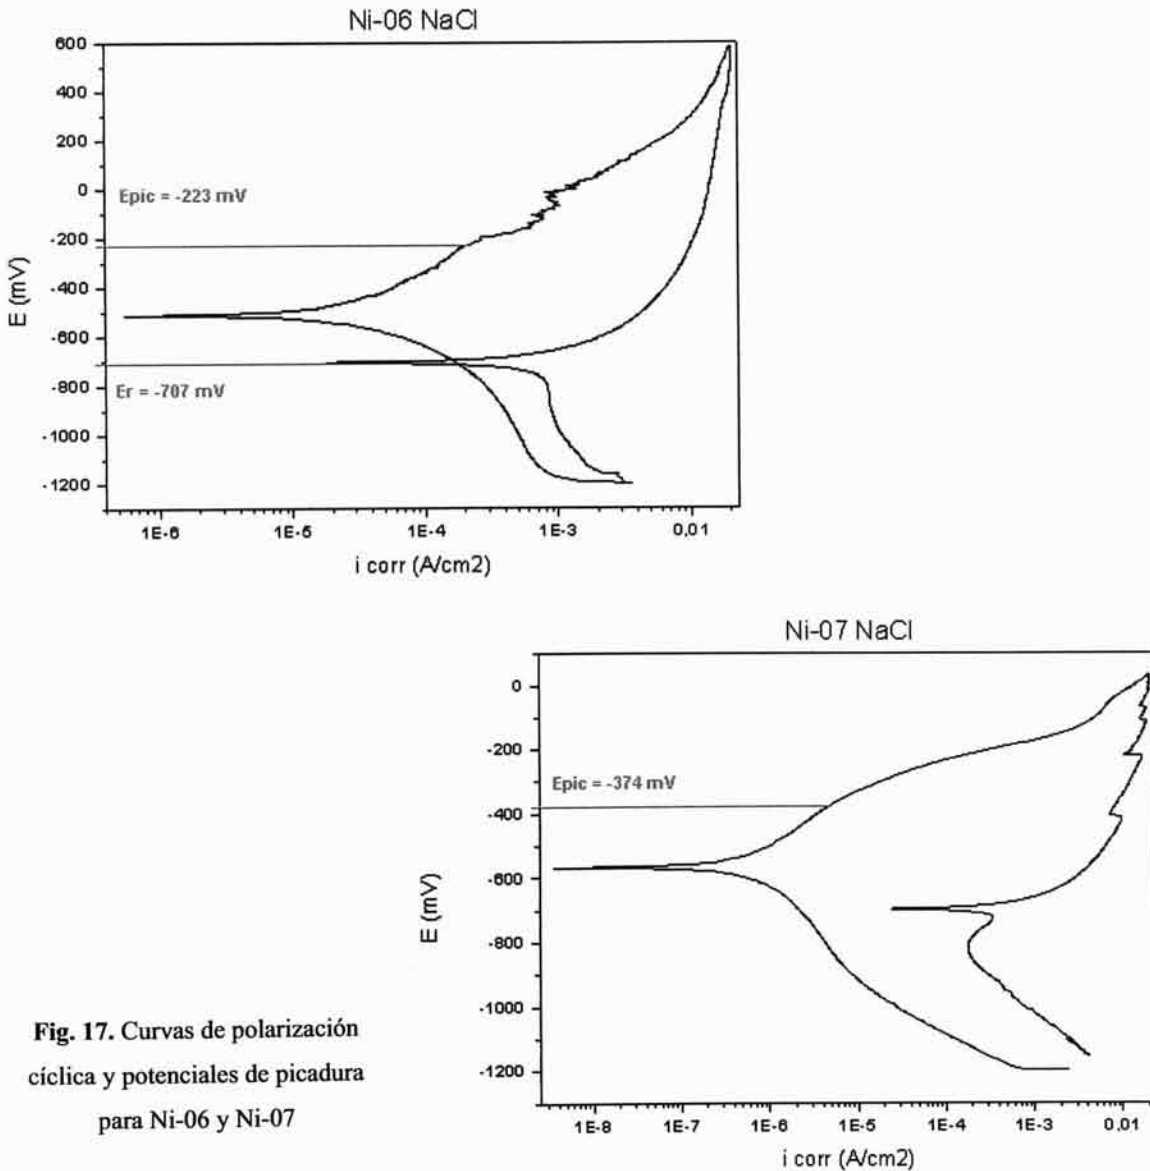 Ni-06 NaCl
600
400
200
0
-200
-400
-600
-800
-1000
-1200
E (mV)
Epic = -223 mV
Er = -707 mV
1E-6
1E-5
1E-4
1E-3
0,01
i corr (A/cm2)
Ni-07 NaCl
0
-200
-400
-600
-800
-1000
-1200
E (mV)
Epic = -374 mV
1E-8
1E-7
1E-6
1E-5
1E-4
1E-3
0,01
i corr (A/cm2)
Fig. 17. Curvas de polarización
cíclica y potenciales de picadura
para Ni-06 y Ni-07